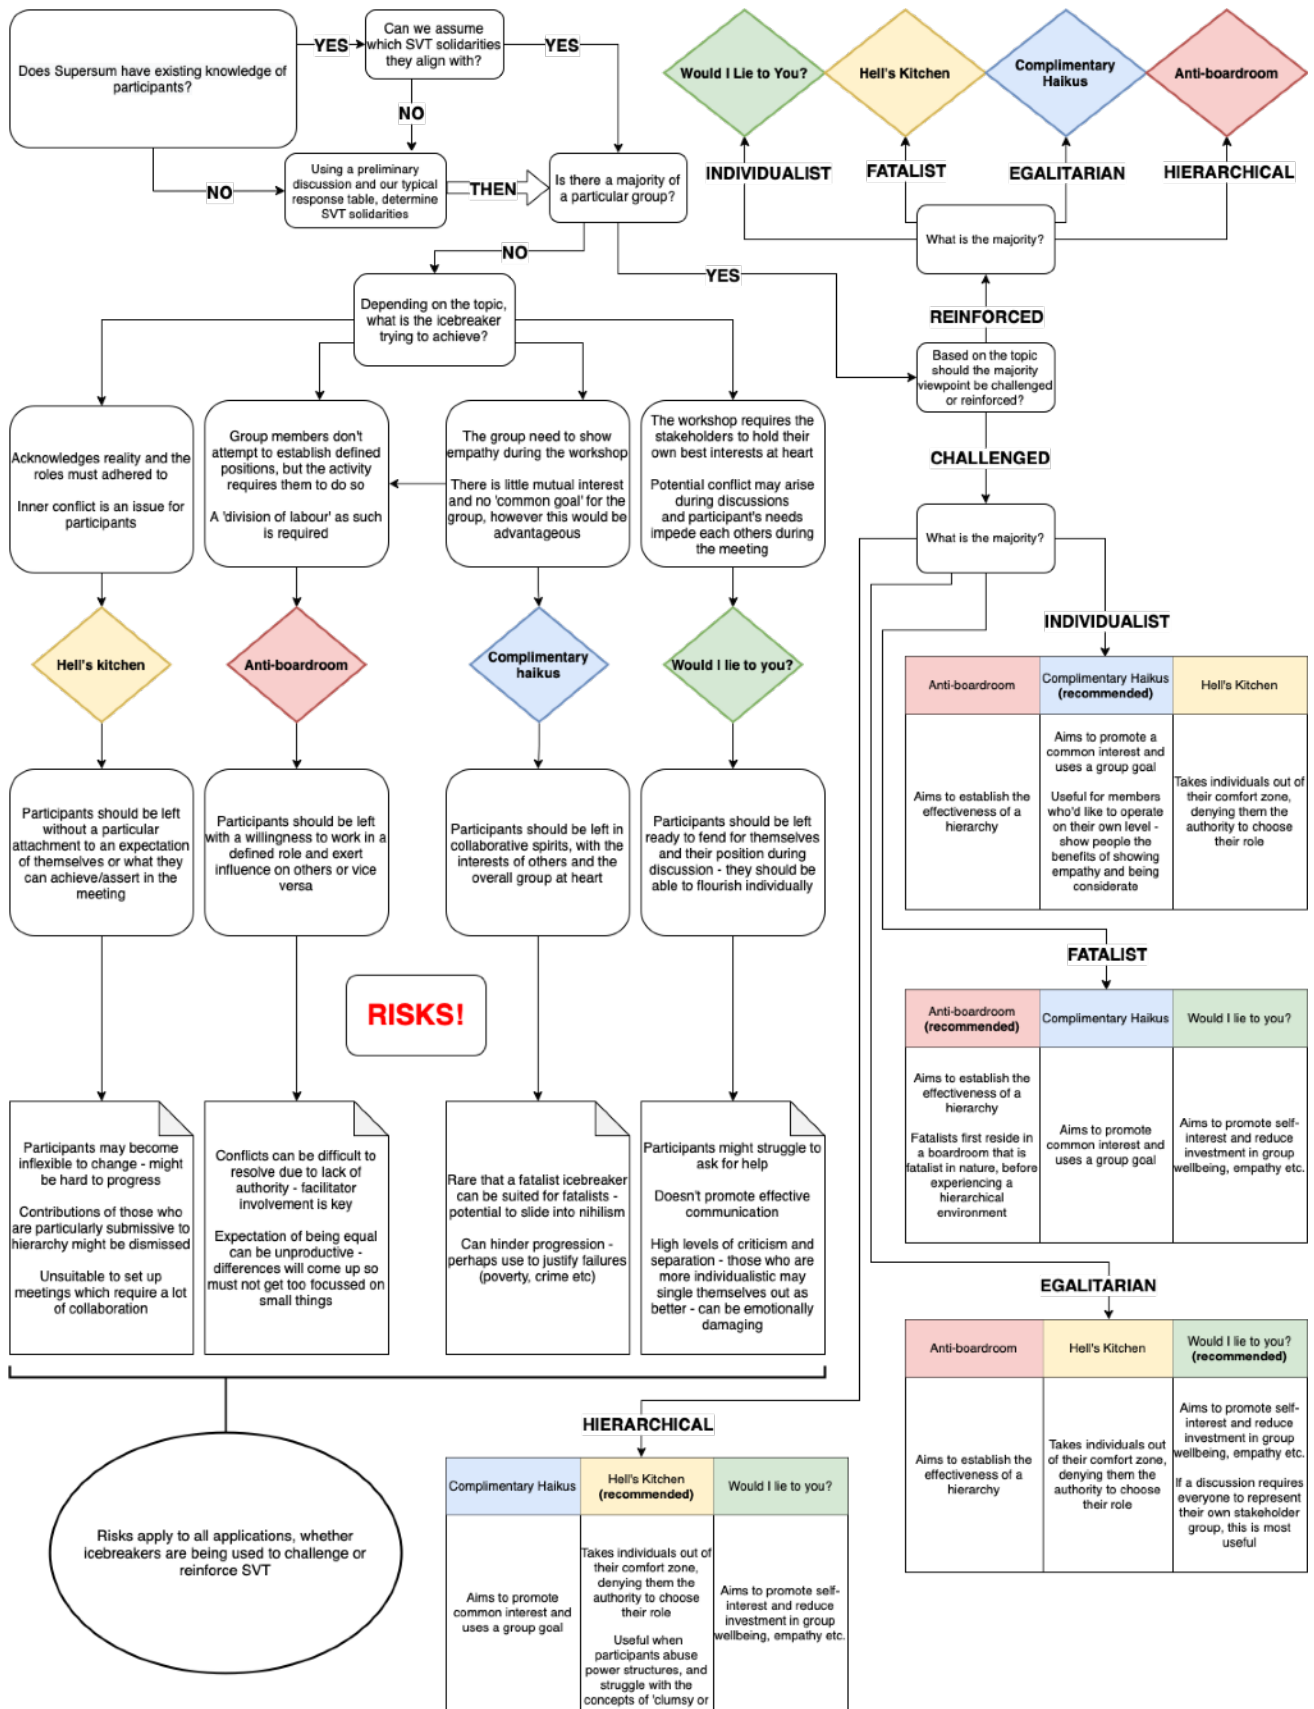 Does Supersum have existing knowledge of
participants?
YES
Can we assume
which SVT solidarities
they align with?
YES
NO
NO
Using a preliminary
discussion and our typical
response table, determine
SVT solidarities
THEN
Is there a majority of
a particular group?
Would I Lie to You?
Hell's Kitchen
Complimentary
Haikus
Anti-boardroom
INDIVIDUALIST
FATALIST
EGALITARIAN
HIERARCHICAL
What is the majority?
NO
YES
REINFORCED
Depending on the topic,
what is the icebreaker
trying to achieve?
Based on the topic
should the majority
viewpoint be challenged
or reinforced?
CHALLENGED
What is the majority?
Acknowledges reality and the
roles must adhered to
Inner conflict is an issue for
participants
Group members don't
attempt to establish defined
positions, but the activity
requires them to do so
A 'division of labour' as such
is required
The group need to show
empathy during the workshop
There is little mutual interest
and no 'common goal' for the
group, however this would be
advantageous
The workshop requires the
stakeholders to hold their
own best interests at heart
Potential conflict may arise
during discussions
and participant's needs
impede each others during
the meeting
Hell's kitchen
Anti-boardroom
Complimentary
haikus
Would I lie to you?
Participants should be left
without a particular
attachment to an expectation
of themselves or what they
can achieve/assert in the
meeting
Participants should be left
with a willingness to work in a
defined role and exert
influence on others or vice
versa
Participants should be left in
collaborative spirits, with the
interests of others and the
overall group at heart
Participants should be left
ready to fend for themselves
and their position during
discussion - they should be
able to flourish individually
RISKS!
Participants may become
inflexible to change - might
be hard to progress
Contributions of those who
are particularly submissive to
hierarchy might be dismissed
Unsuitable to set up
meetings which require a lot
of collaboration
Conflicts can be difficult to
resolve due to lack of
authority - facilitator
involvement is key
Expectation of being equal
can be unproductive -
differences will come up so
must not get too focussed on
small things
Rare that a fatalist icebreaker
can be suited for fatalists -
potential to slide into nihilism
Can hinder progression -
perhaps use to justify failures
(poverty, crime etc)
Participants might struggle to
ask for help
Doesn't promote effective
communication
High levels of criticism and
separation - those who are
more individualistic may
single themselves out as
better - can be emotionally
damaging
Risks apply to all applications, whether
icebreakers are being used to challenge or
reinforce SVT
INDIVIDUALIST
Anti-boardroom
Complimentary Haikus
(recommended)
Hell's Kitchen
Aims to establish the
effectiveness of a
hierarchy
Aims to promote a
common interest and
uses a group goal
Useful for members
who'd like to operate
on their own level -
show people the
benefits of showing
empathy and being
considerate
Takes individuals out of
their comfort zone,
denying them the
authority to choose
their role
FATALIST
Anti-boardroom
(recommended)
Complimentary Haikus
Would I lie to you?
Aims to establish the
effectiveness of a
hierarchy
Fatalists first reside in
a boardroom that is
fatalist in nature, before
experiencing a
hierarchical
environment
Aims to promote
common interest and
uses a group goal
Aims to promote self-
interest and reduce
investment in group
wellbeing, empathy etc.
EGALITARIAN
Anti-boardroom
Hell's Kitchen
Would I lie to you?
(recommended)
Aims to establish the
effectiveness of a
hierarchy
Takes individuals out
of their comfort zone,
denying them the
authority to choose
their role
Aims to promote self-
interest and reduce
investment in group
wellbeing, empathy etc.
If a discussion requires
everyone to represent
their own stakeholder
group, this is most
useful
HIERARCHICAL
Complimentary Haikus
Hell's Kitchen
(recommended)
Would I lie to you?
Aims to promote
common interest and
uses a group goal
Takes individuals out of
their comfort zone,
denying them the
authority to choose
their role
Useful when
participants abuse
power structures, and
struggle with the
concepts of 'clumsy or
Aims to promote self-
interest and reduce
investment in group
wellbeing, empathy etc.